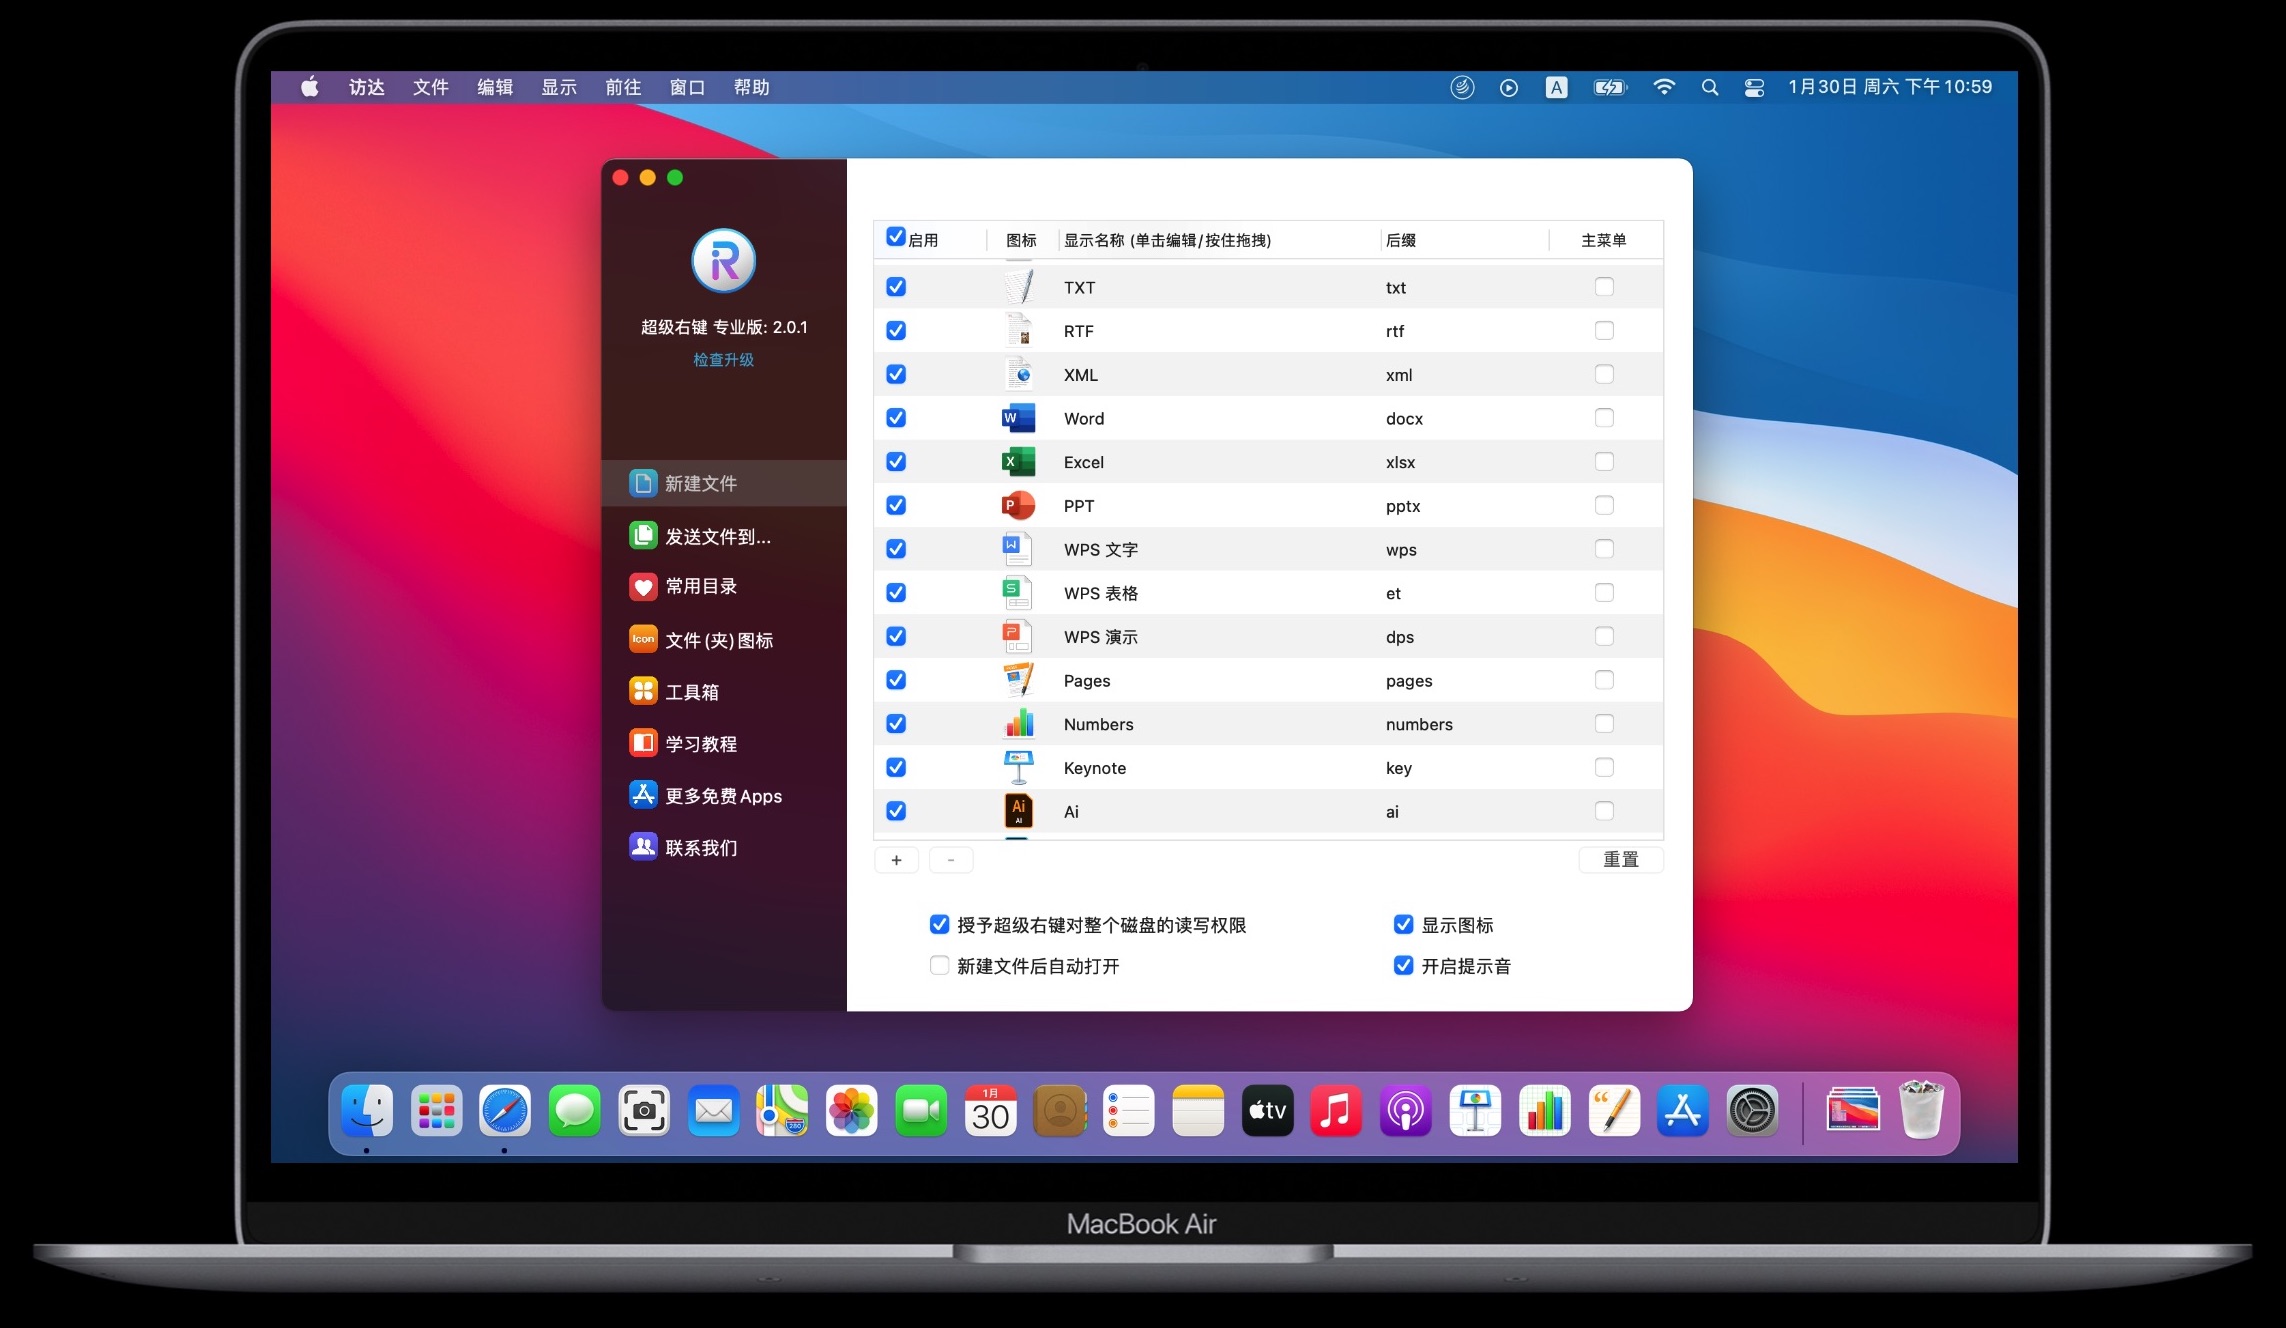 访达 文件 编辑 显示 前往 窗口 帮助 A 1月30日 周六 下午10:59
R
超级右键 专业版: 2.0.1
检查升级
新建文件
发送文件到...
常用目录
Icon 文件(夹)图标
工具箱
学习教程
更多免费Apps
联系我们
启用 图标 显示名称 (单击编辑/按住拖拽) 后缀 主菜单
TXT txt
RTF rtf
XML xml
W Word docx
X Excel xlsx
P PPT pptx
W WPS 文字 wps
S WPS 表格 et
P WPS 演示 dps
Pages pages
Numbers numbers
Keynote key
Ai AI Ai ai
+ - 重置
授予超级右键对整个磁盘的读写权限 显示图标
新建文件后自动打开 开启提示音
280 1月 30 tv
MacBook Air